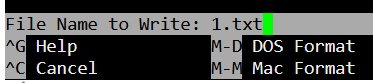 File Name to Write: 1.txt
^G Help M-D DOS Format
^C Cancel M-M Mac Format